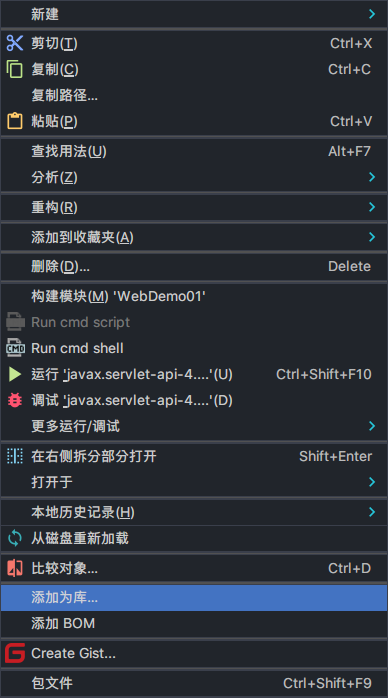 新建
剪切(T) Ctrl+X
复制(C) Ctrl+C
复制路径...
粘贴(P) Ctrl+V
查找用法(U) Alt+F7
分析(Z)
重构(R)
添加到收藏夹(A)
删除(D)... Delete
构建模块(M) 'WebDemo01'
Run cmd script
CMD Run cmd shell
运行 'javax.servlet-api-4....'(U) Ctrl+Shift+F10
调试 'javax.servlet-api-4....'(D)
更多运行/调试
在右侧拆分部分打开 Shift+Enter
打开于
本地历史记录(H)
从磁盘重新加载
比较对象... Ctrl+D
添加为库...
添加 BOM
Create Gist...
包文件 Ctrl+Shift+F9